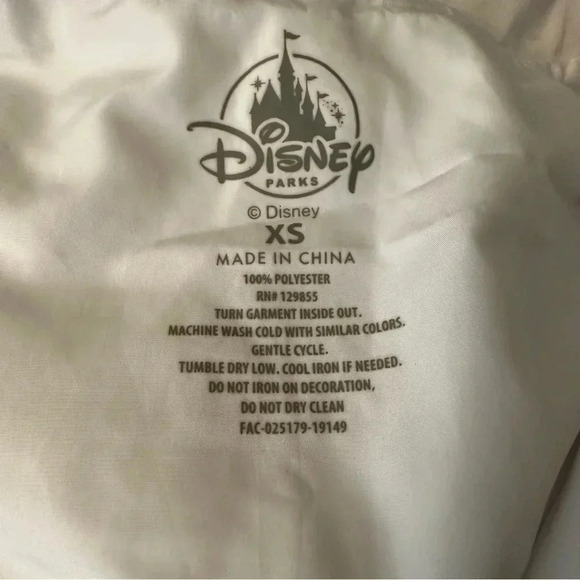 Disney
PARKS
© Disney
XS
MADE IN CHINA
100% POLYESTER
RN# 129855
TURN GARMENT INSIDE OUT.
MACHINE WASH COLD WITH SIMILAR COLORS.
GENTLE CYCLE.
TUMBLE DRY LOW. COOL IRON IF NEEDED.
DO NOT IRON ON DECORATION,
DO NOT DRY CLEAN
FAC-025179-19149